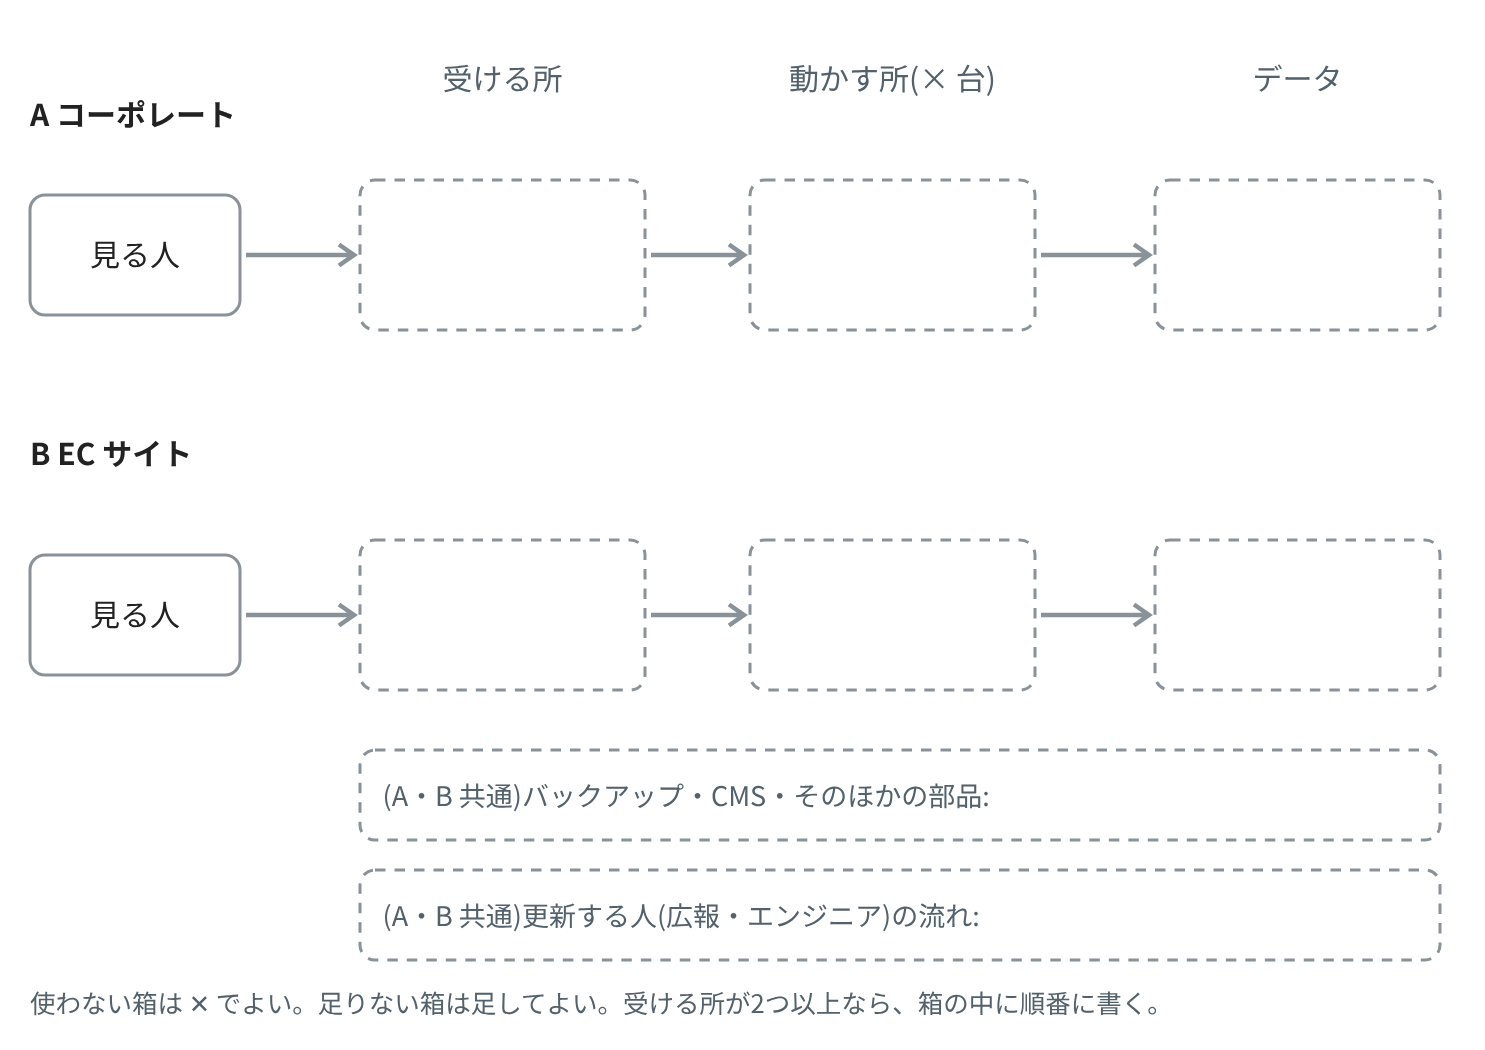 受ける所
動かす所(× 台)
データ
A コーポレート
見る人
B EC サイト
見る人
(A・B 共通)バックアップ・CMS・そのほかの部品:
(A・B 共通)更新する人(広報・エンジニア)の流れ:
使わない箱は × でよい。足りない箱は足してよい。受ける所が2つ以上なら、箱の中に順番に書く。